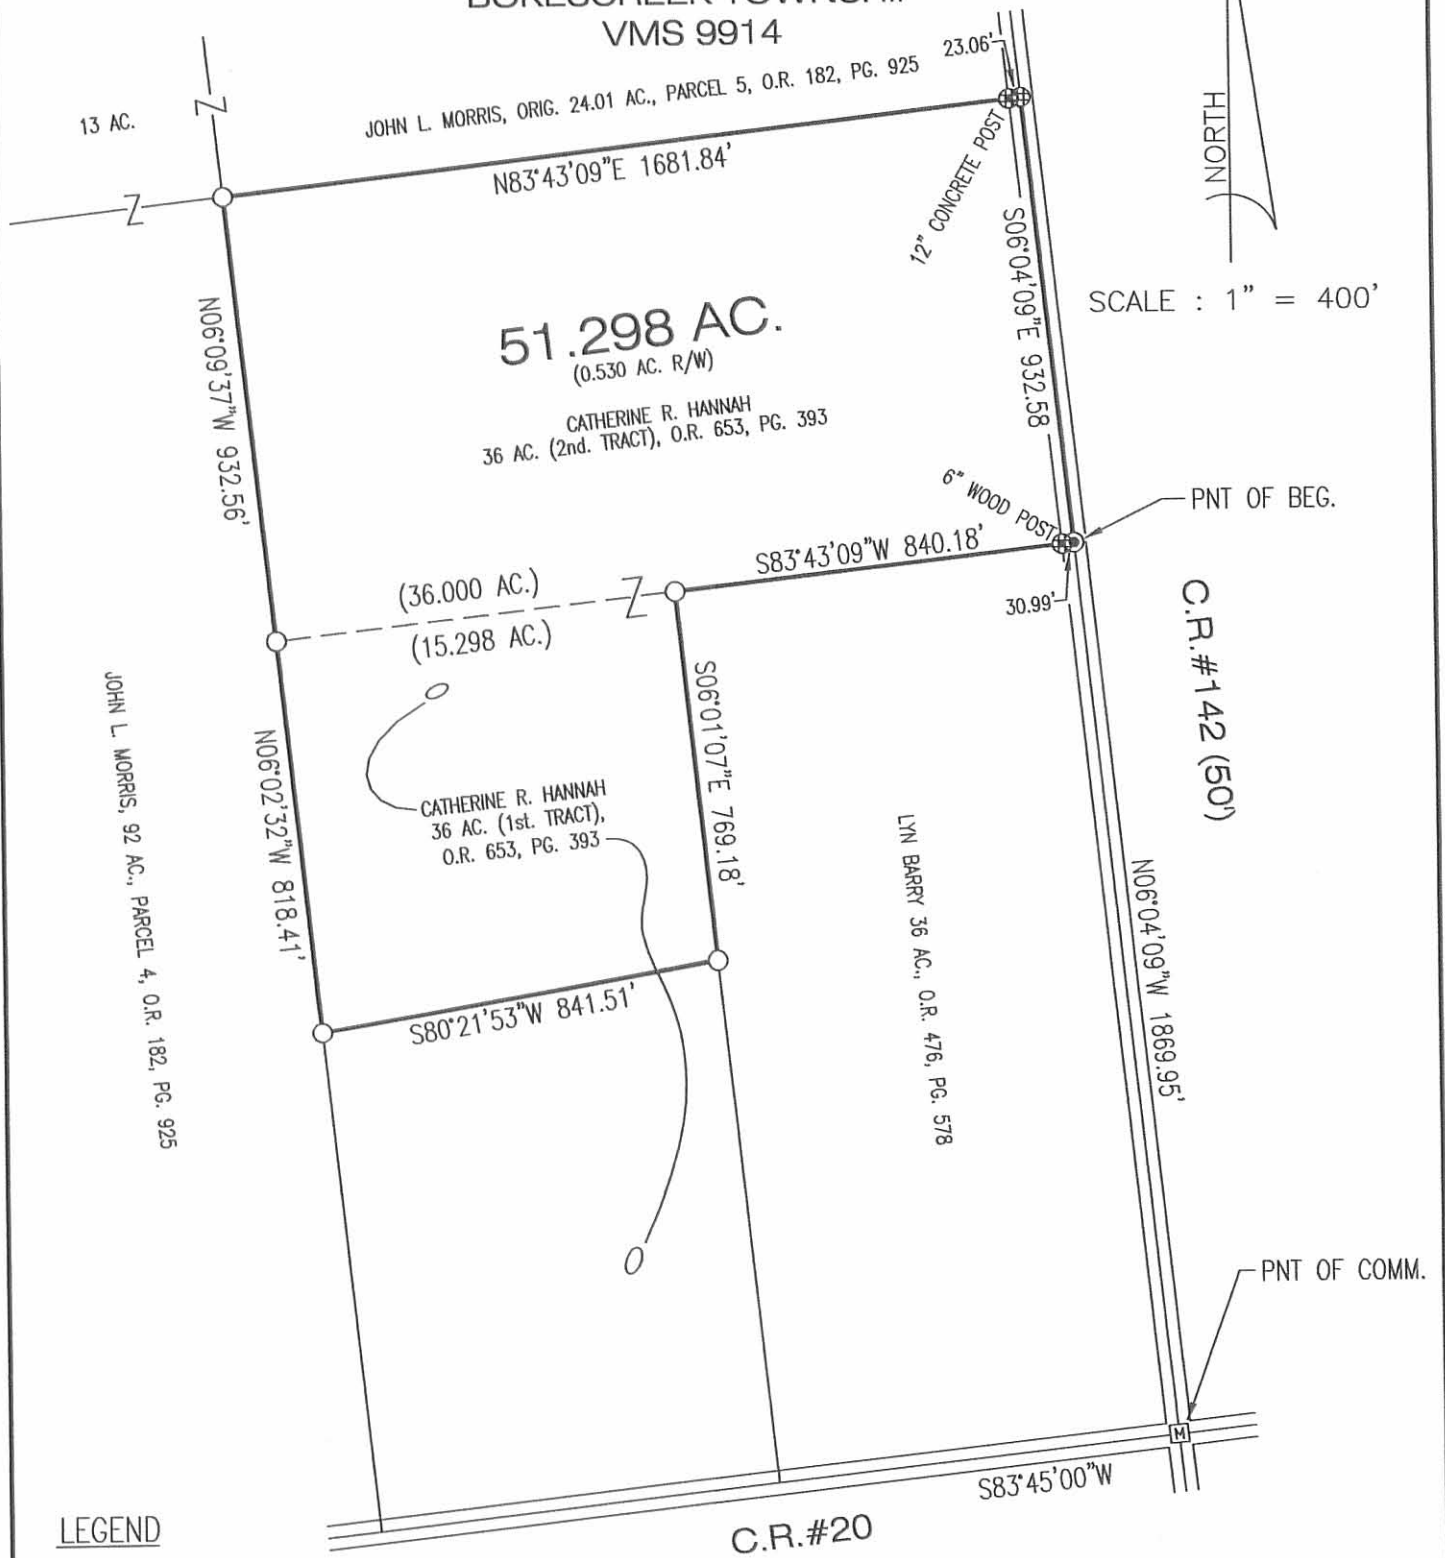 VMS 9914
23.06'
JOHN L. MORRIS, ORIG. 24.01 AC., PARCEL 5, O.R. 182, PG. 925
13 AC.
N83°43'09"E 1681.84'
12" CONCRETE POST
NORTH
S06°04'09"E 932.58
SCALE : 1" = 400'
N06°09'37"W 932.56'
51.298 AC.
(0.530 AC. R/W)
CATHERINE R. HANNAH
36 AC. (2nd. TRACT), O.R. 653, PG. 393
6" WOOD POST
PNT OF BEG.
S83°43'09"W 840.18'
30.99'
(36.000 AC.)
(15.298 AC.)
C.R.#142 (50')
JOHN L. MORRIS, 92 AC., PARCEL 4, O.R. 182, PG. 925
N06°02'32"W 818.41'
S06°01'07"E 769.18'
CATHERINE R. HANNAH
36 AC. (1st. TRACT),
O.R. 653, PG. 393
LYN BARRY 36 AC., O.R. 476, PG. 578
N06°04'09"W 1869.95'
S80°21'53"W 841.51'
PNT OF COMM.
M
S83°45'00"W
LEGEND
C.R.#20